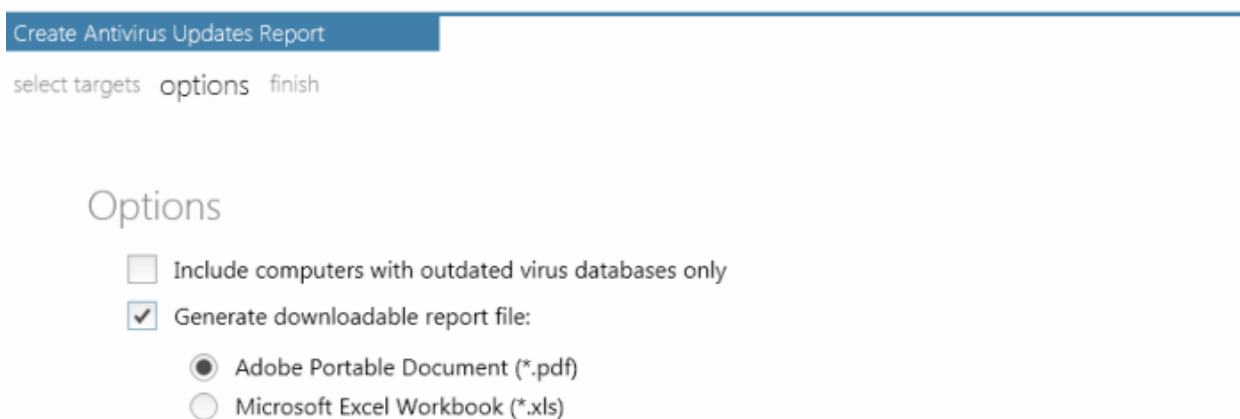 Create Antivirus Updates Report
select targets options finish
Options
Include computers with outdated virus databases only
Generate downloadable report file:
Adobe Portable Document (*.pdf)
Microsoft Excel Workbook (*.xls)